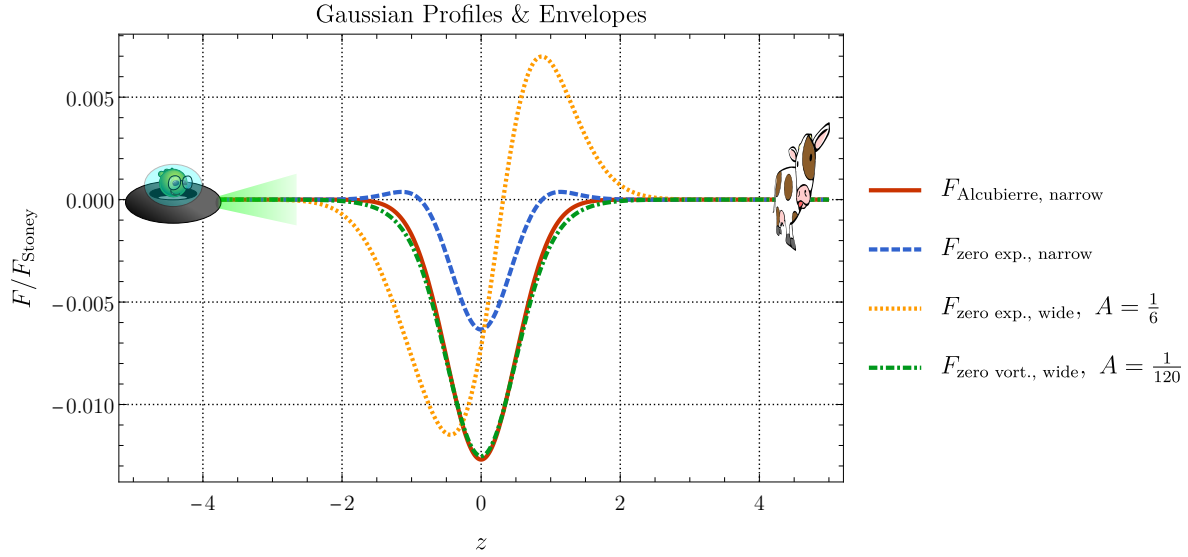 Gaussian Profiles & Envelopes
F/F_Stoney
0.005
0.000
−0.005
−0.010
−4
−2
0
2
4
z
F_Alcubierre, narrow
F_zero exp., narrow
F_zero exp., wide, A = 1/6
F_zero vort., wide, A = 1/120